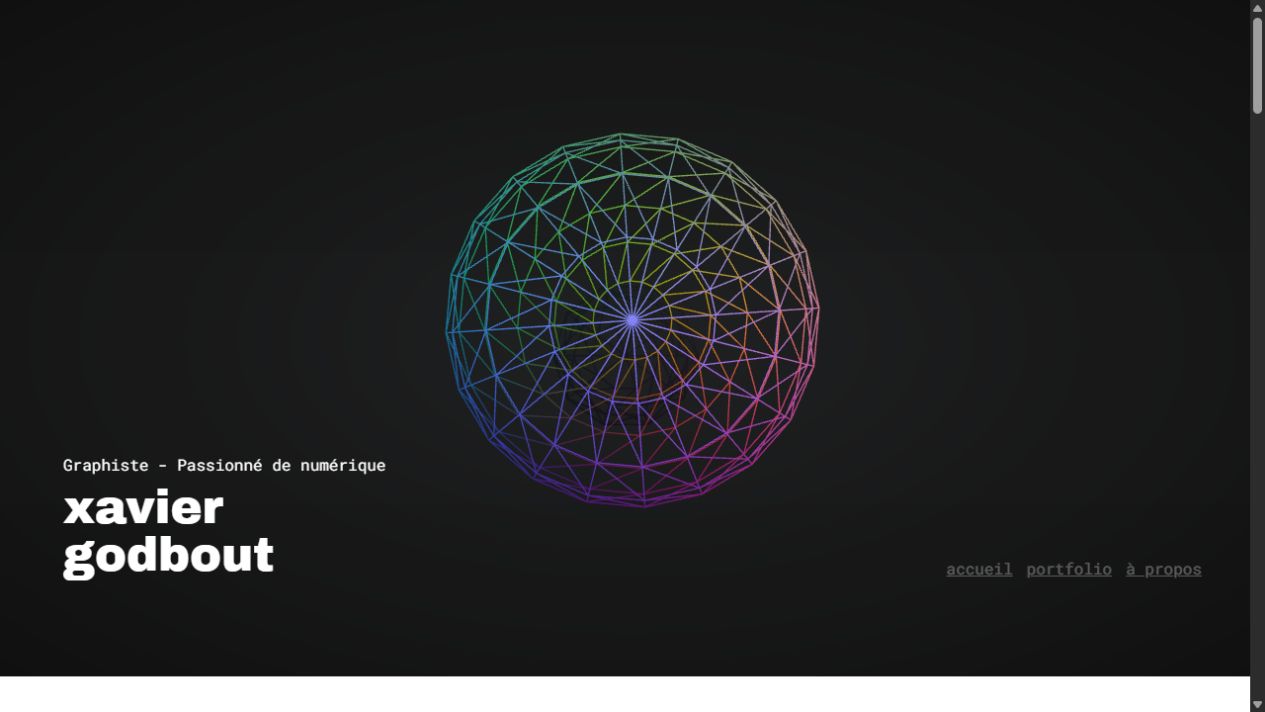 Graphiste - Passionné de numérique
xavier
godbout
accueil portfolio à propos